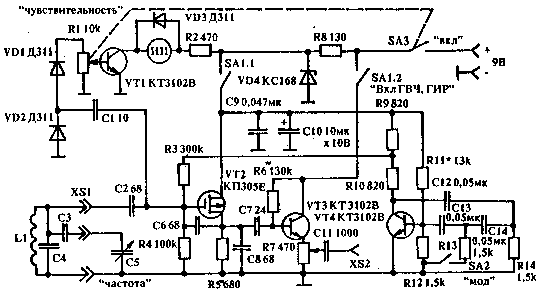 "чувствительность"
VD3 Д311
R1 10k
R2 470
R8 130
SA3 "вкл"
+
9В
-
VD1 Д311
VT1 КТ3102В
SA1.1
VD4 КС168
SA1.2
"Вкл ГВЧ, ГИР"
C9 0,047мк
R9 820
VD2 Д311
C1 10
C10 10мк
x 10В
+
R3 300k
VT2
КП305Е
R6* 130k
R10 820
R11* 13k
C12 0,05мк
XS1
C2 68
VT3 КТ3102В
VT4 КТ3102В
C13
0,05мк
C14
L1
C3
C6 68
C7 24
C11 1000
R13
0,05мк
1,5k
C4
C5
R4 100k
C8 68
R7 470
XS2
R14
1,5k
"частота"
R5 680
R12 1,5k
SA2
"мод"